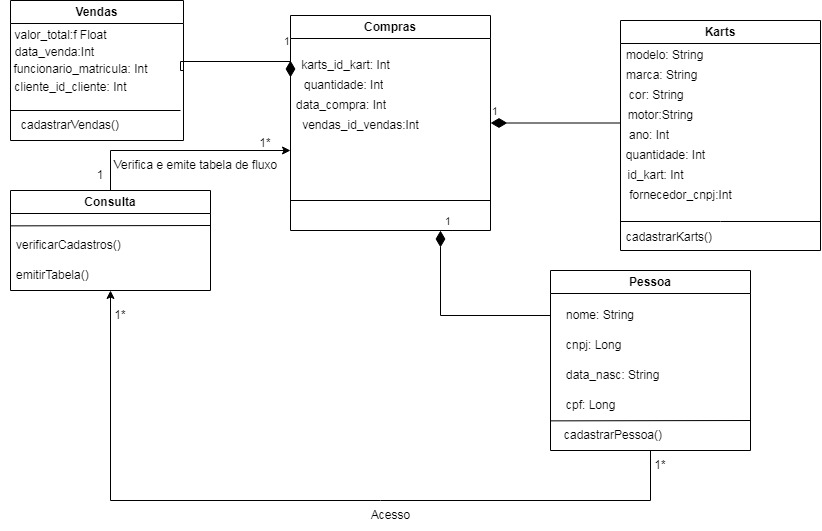 Vendas
valor_total:f Float
data_venda:Int
funcionario_matricula: Int
cliente_id_cliente: Int
cadastrarVendas()
1
Compras
karts_id_kart: Int
quantidade: Int
data_compra: Int
vendas_id_vendas:Int
1
Karts
modelo: String
marca: String
cor: String
motor:String
ano: Int
quantidade: Int
id_kart: Int
fornecedor_cnpj:Int
cadastrarKarts()
1*
Verifica e emite tabela de fluxo
1
Consulta
verificarCadastros()
emitirTabela()
1
1*
Pessoa
nome: String
cnpj: Long
data_nasc: String
cpf: Long
cadastrarPessoa()
1*
Acesso